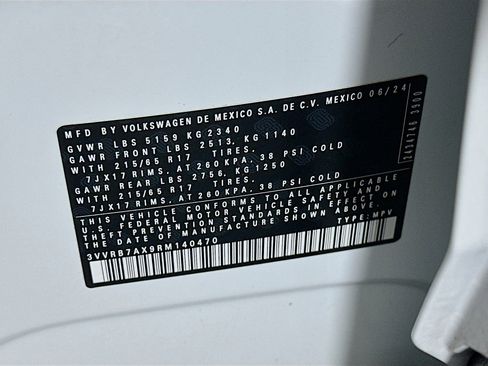 MFD BY VOLKSWAGEN DE MEXICO S.A. DE C.V. MEXICO 06/24
GVWR LBS 5159 KG 2340
GAWR FRONT LBS 2513, KG 1140
WITH 215/65 R17 TIRES.
7JX17 RIMS, AT 260 KPA, 38 PSI COLD
GAWR REAR LBS 2756, KG 1250
WITH 215/65 R17 TIRES.
7JX17 RIMS, AT 260 KPA, 38 PSI COLD
THIS VEHICLE CONFORMS TO ALL APPLICABLE
U.S. FEDERAL MOTOR VEHICLE SAFETY AND
THEFT PREVENTION STANDARDS IN EFFECT ON
THE DATE OF MANUFACTURE SHOWN ABOVE.
3VVRB7AX9RM140470 TYPE: MPV
2434746 3900